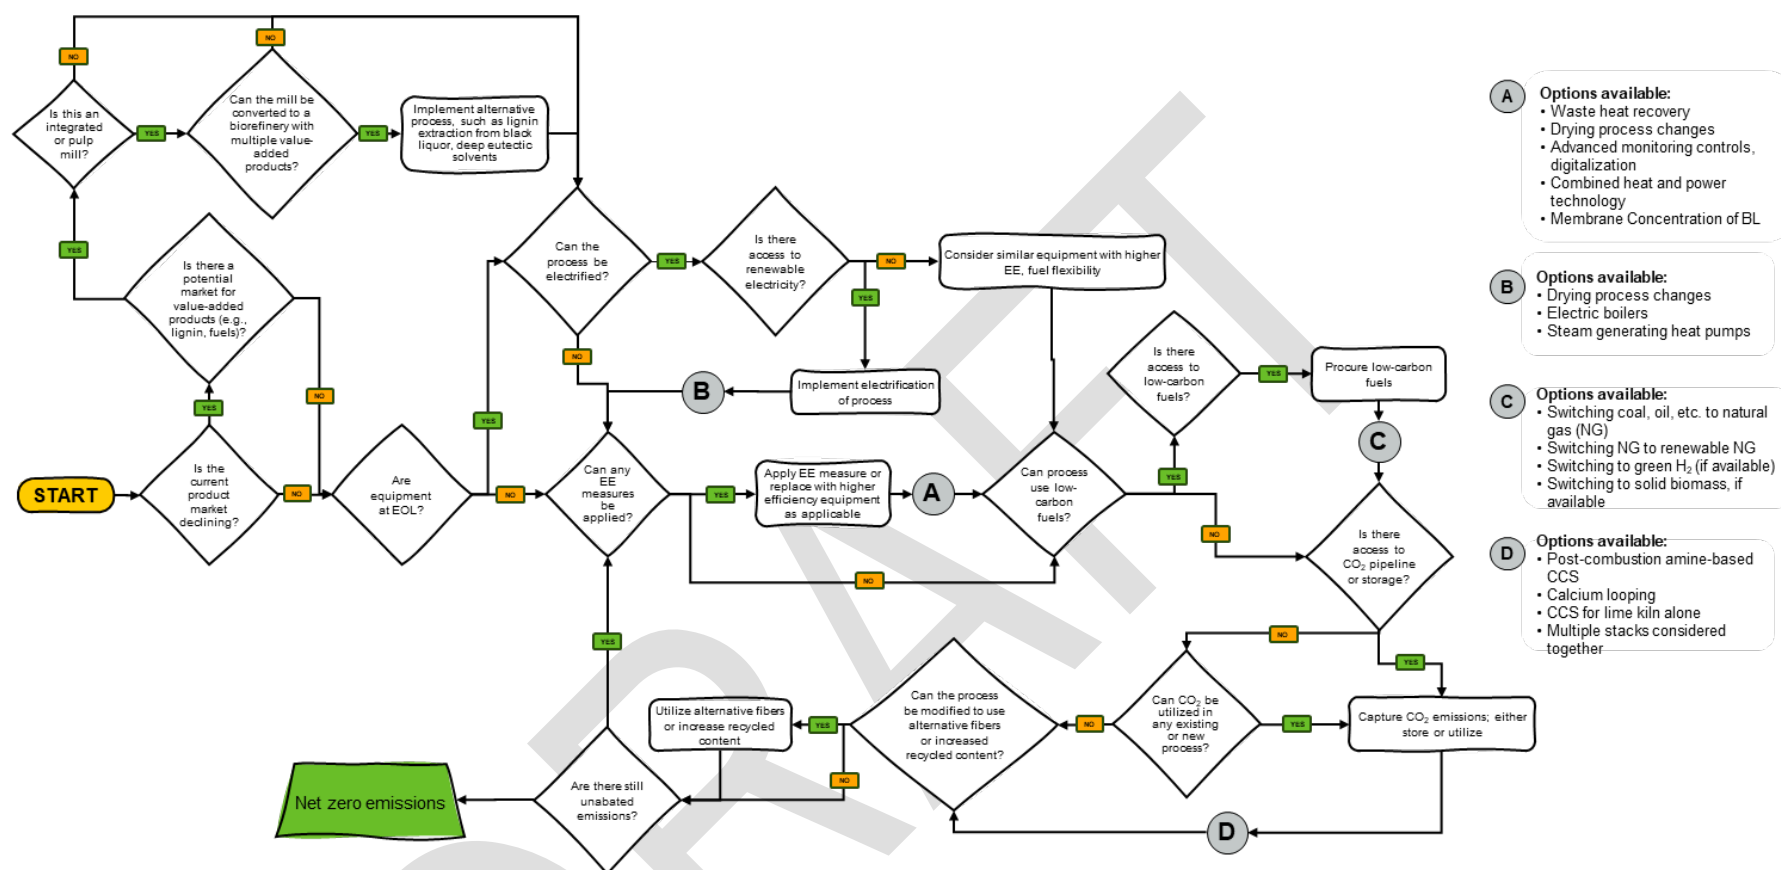 NO
NO
Is this an
integrated
or pulp
mill?
YES
Can the mill be
converted to a
biorefinery with
multiple value-
added
products?
YES
Implement alternative
process, such as lignin
extraction from black
liquor, deep eutectic
solvents
YES
Is there a
potential
market for
value-added
products (e.g.,
lignin, fuels)?
NO
YES
START
Is the
current
product
market
declining?
NO
Are
equipment
at EOL?
YES
NO
Can the
process be
electrified?
YES
NO
Is there
access to
renewable
electricity?
NO
YES
Consider similar equipment with higher
EE, fuel flexibility
Implement electrification
of process
B
Can any
EE
measures
be
applied?
YES
NO
Apply EE measure or
replace with higher
efficiency equipment
as applicable
A
Can process
use low-
carbon
fuels?
YES
NO
Is there
access to
low-carbon
fuels?
YES
Procure low-carbon
fuels
C
Is there
access to
CO₂ pipeline
or storage?
NO
YES
Can CO₂ be
utilized in
any existing
or new
process?
YES
NO
Capture CO₂ emissions; either
store or utilize
D
Can the process
be modified to use
alternative fibers
or increased
recycled content?
YES
NO
Utilize alternative fibers
or increase recycled
content
Are there still
unabated
emissions?
YES
Net zero emissions
A
Options available:
• Waste heat recovery
• Drying process changes
• Advanced monitoring controls,
digitalization
• Combined heat and power
technology
• Membrane Concentration of BL
B
Options available:
• Drying process changes
• Electric boilers
• Steam generating heat pumps
C
Options available:
• Switching coal, oil, etc. to natural
gas (NG)
• Switching NG to renewable NG
• Switching to green H₂ (if available)
• Switching to solid biomass, if
available
D
Options available:
• Post-combustion amine-based
CCS
• Calcium looping
• CCS for lime kiln alone
• Multiple stacks considered
together
DRAFT